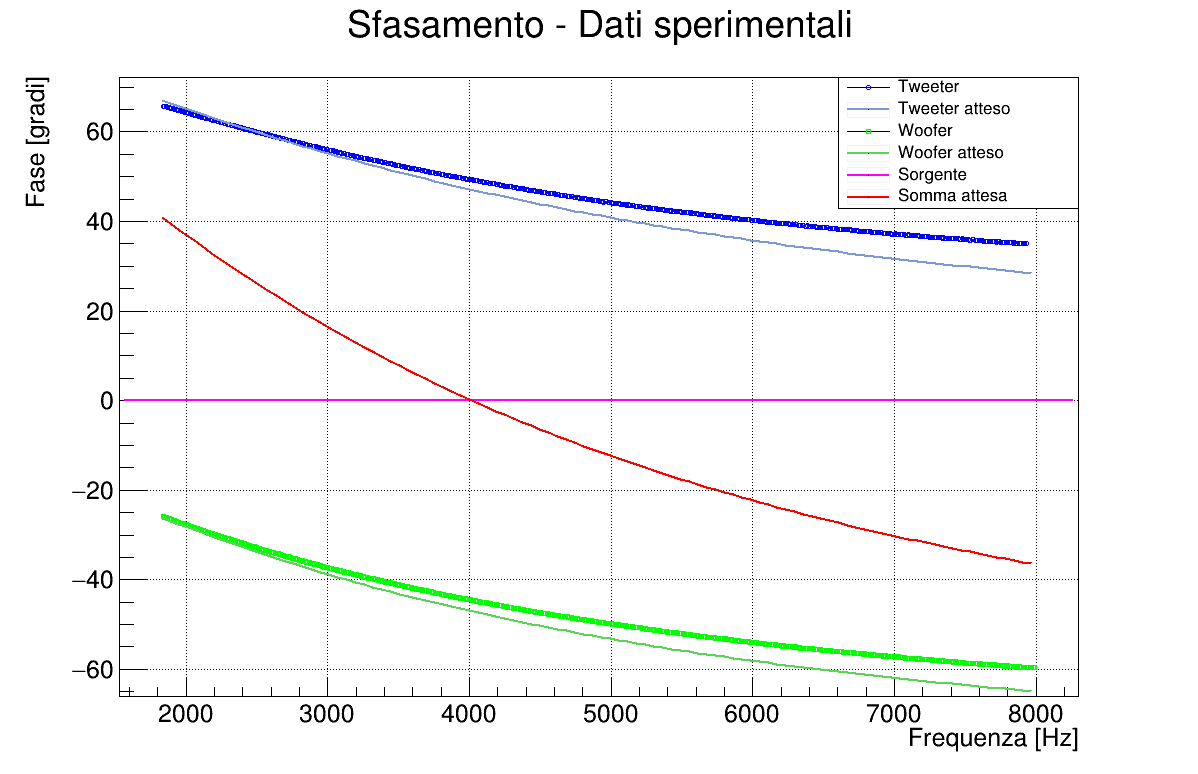 Sfasamento - Dati sperimentali
Fase [gradi]
60
40
20
0
−20
−40
−60
Tweeter
Tweeter atteso
Woofer
Woofer atteso
Sorgente
Somma attesa
2000 3000 4000 5000 6000 7000 8000
Frequenza [Hz]